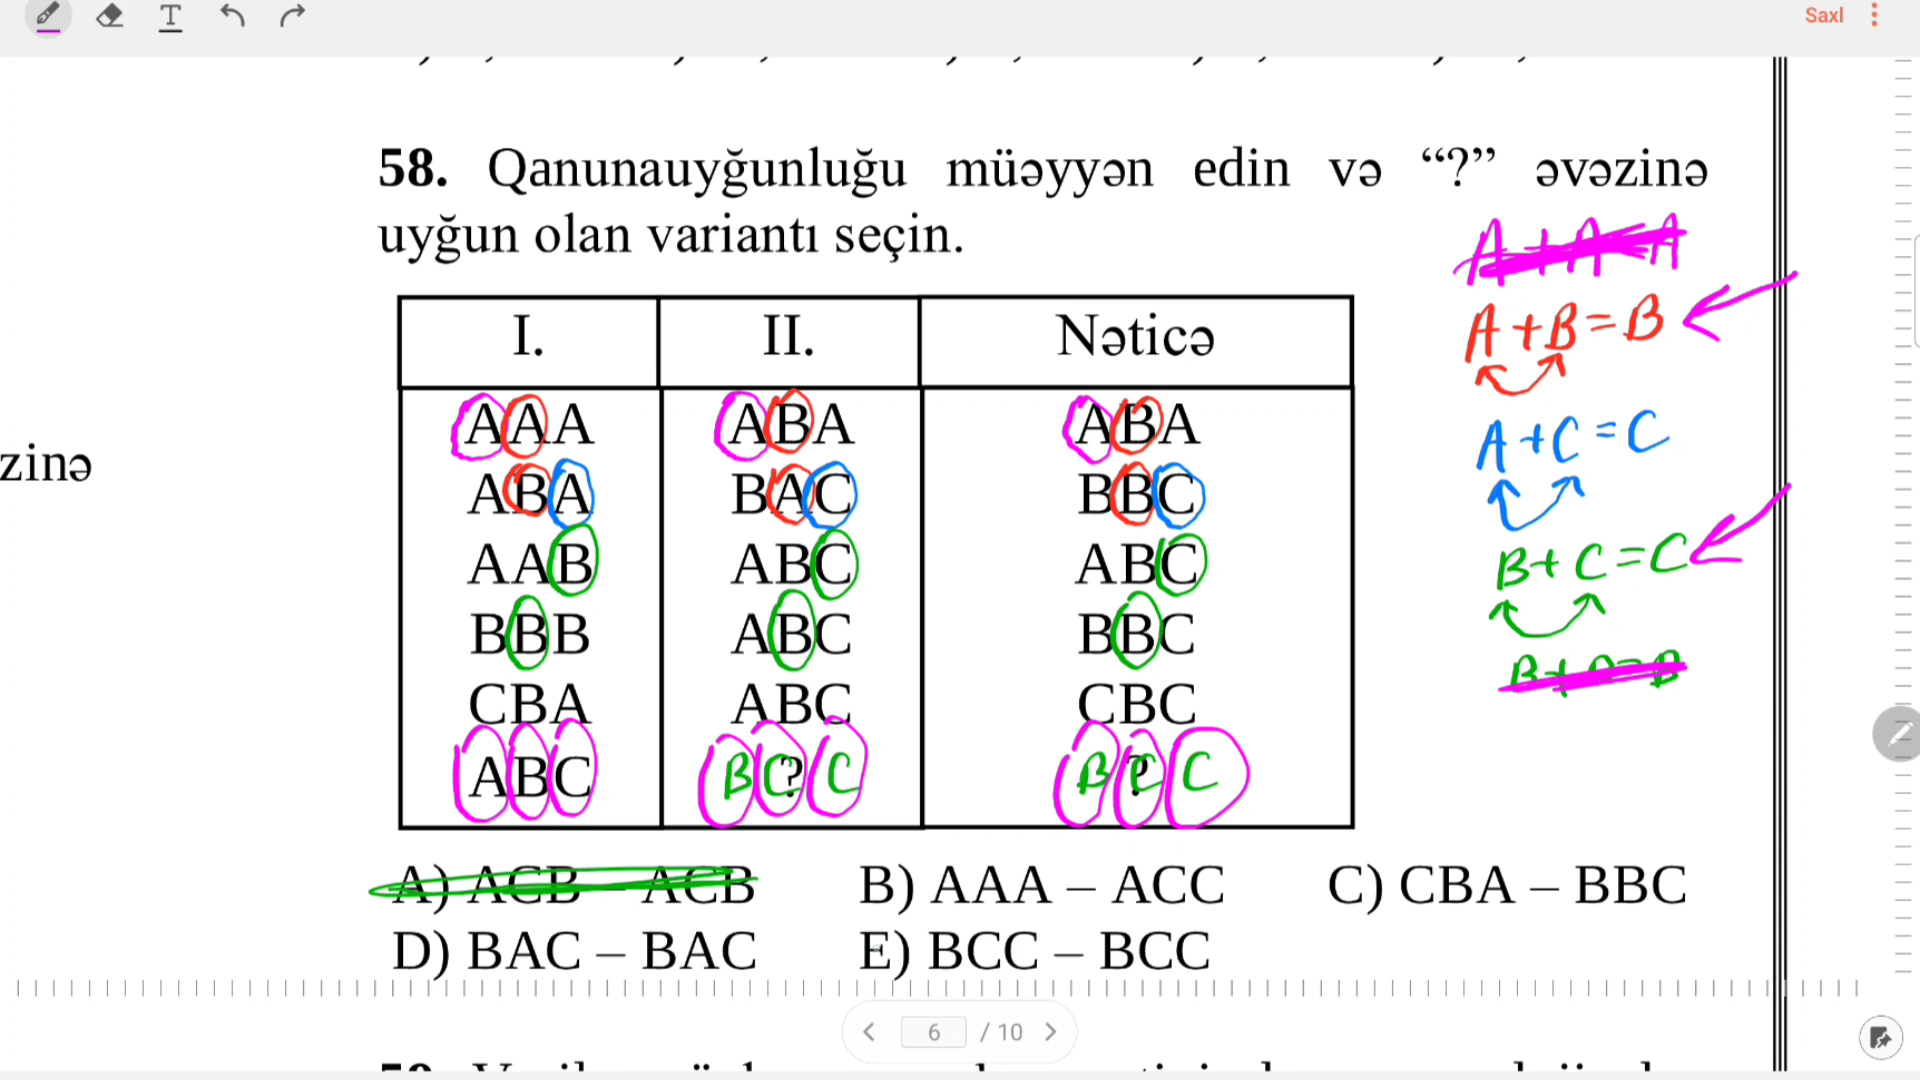 Saxl
58. Qanunauyğunluğu müəyyən edin və “?” əvəzinə
uyğun olan variantı seçin.
zinə
I. II. Nəticə
AAA ABA ABA
ABA BAC BBC
AAB ABC ABC
BBB ABC BBC
CBA ABC CBC
ABC B C ? C B C ? C
A + A = A
A + B = B
A + C = C
B + C = C
A) ACB – ACB B) AAA – ACC C) CBA – BBC
D) BAC – BAC E) BCC – BCC
6 / 10